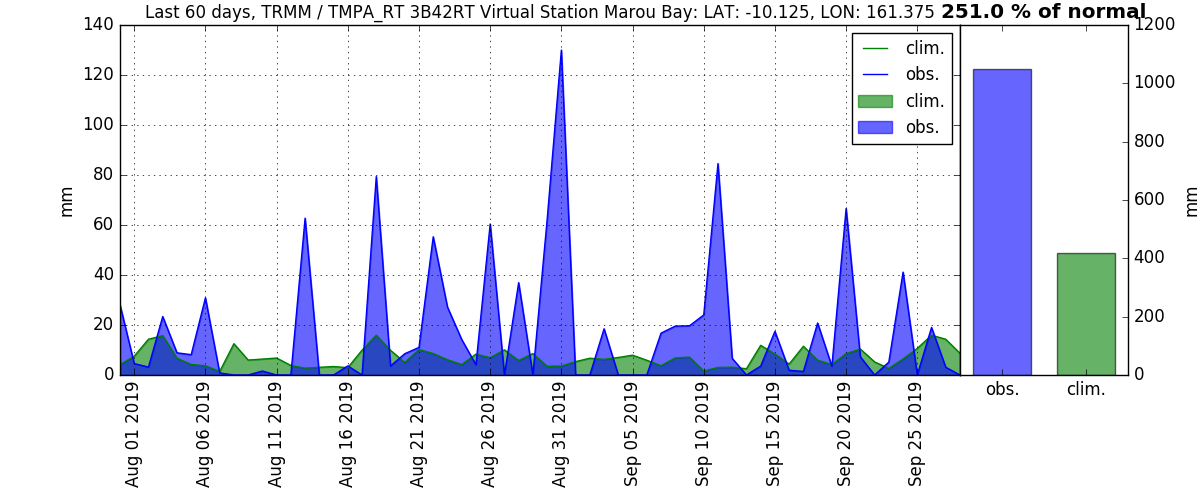 Last 60 days, TRMM / TMPA_RT 3B42RT Virtual Station Marou Bay: LAT: -10.125, LON: 161.375 251.0 % of normal
140
120
100
80
60
40
20
0
mm
clim.
obs.
clim.
obs.
Aug 01 2019
Aug 06 2019
Aug 11 2019
Aug 16 2019
Aug 21 2019
Aug 26 2019
Aug 31 2019
Sep 05 2019
Sep 10 2019
Sep 15 2019
Sep 20 2019
Sep 25 2019
1200
1000
800
600
400
200
0
mm
obs.
clim.